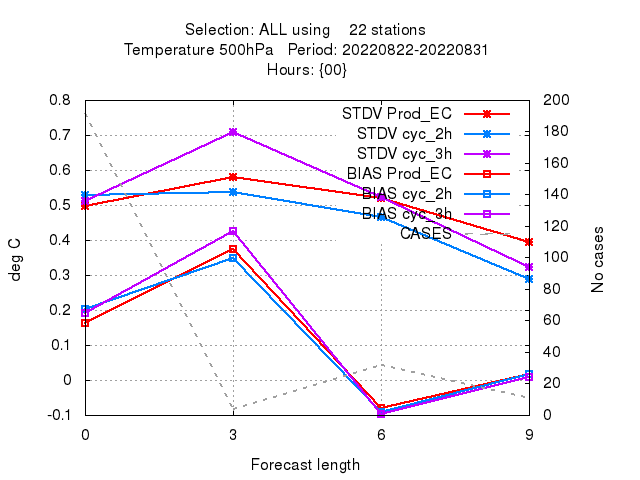 Selection: ALL using 22 stations
Temperature 500hPa Period: 20220822-20220831
Hours: {00}
STDV Prod_EC
STDV cyc_2h
STDV cyc_3h
BIAS Prod_EC
BIAS cyc_2h
BIAS cyc_3h
CASES
0.8
0.7
0.6
0.5
0.4
0.3
0.2
0.1
0
-0.1
deg C
200
180
160
140
120
100
80
60
40
20
0
No cases
0 3 6 9
Forecast length